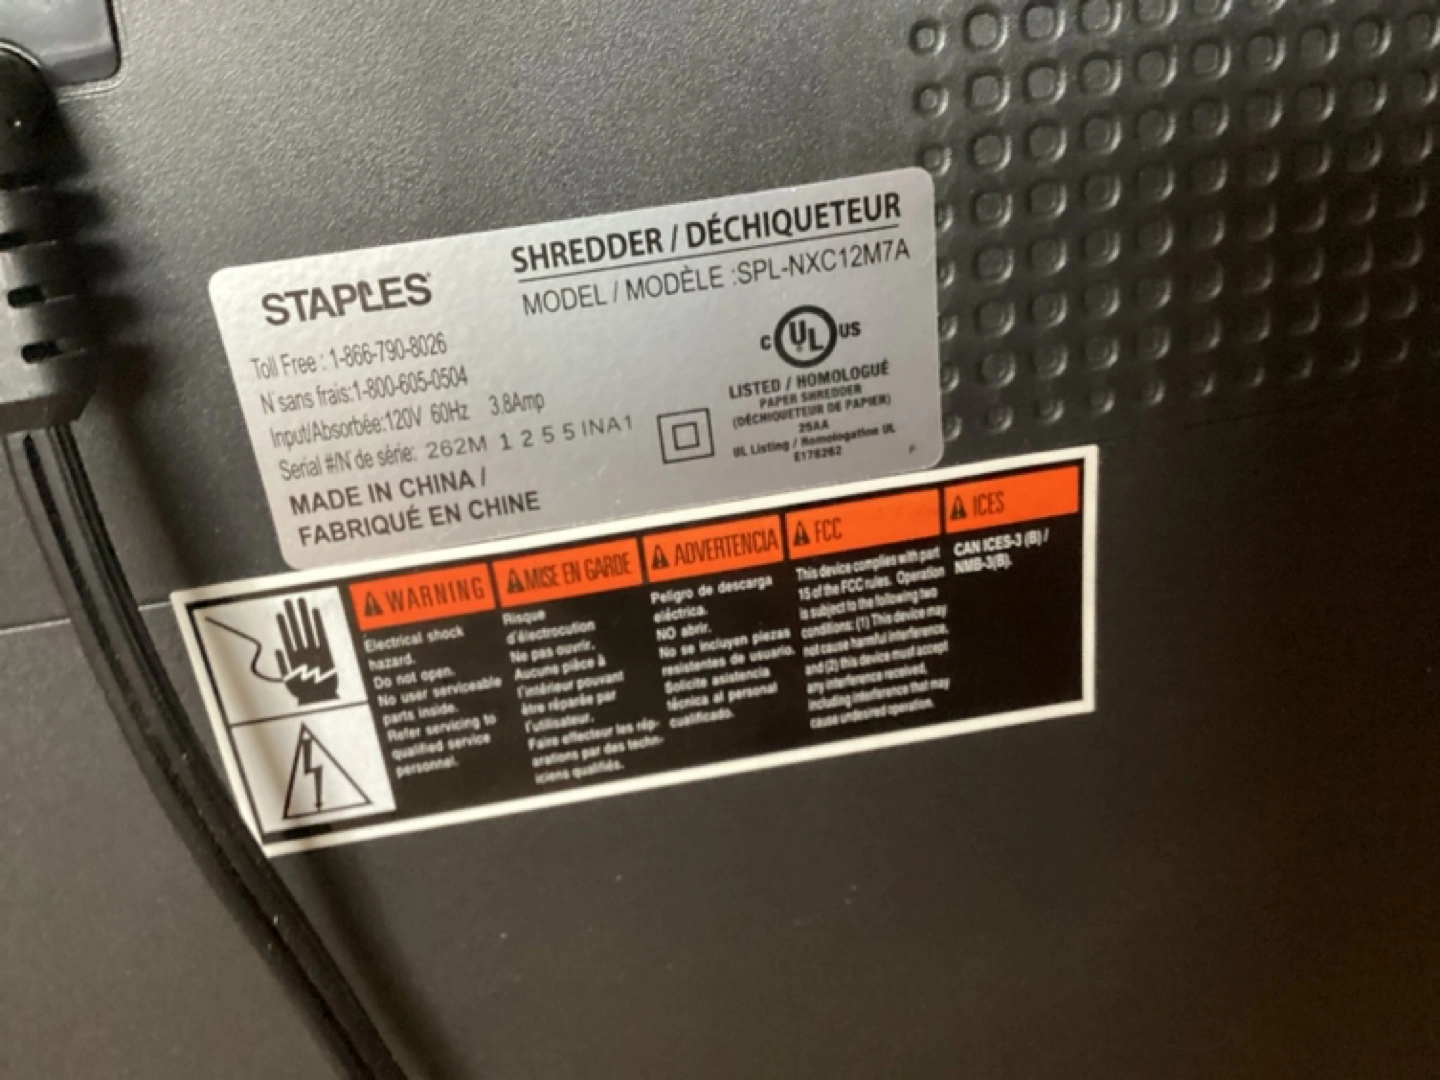 STAPLES
SHREDDER / DÉCHIQUETEUR
MODEL / MODÈLE :SPL-NXC12M7A
Toll Free : 1-866-790-8026
N° sans frais:1-800-605-0504
Input/Absorbée:120V 60Hz 3.8Amp
Serial #/N° de série: 262M 1 2 5 5 INA1
MADE IN CHINA /
FABRIQUÉ EN CHINE
C UL US
LISTED / HOMOLOGUÉ
PAPER SHREDDER
(DÉCHIQUETEUR DE PAPIER)
25AA
UL Listing / Homologation UL
E178262
WARNING
Electrical shock
hazard.
Do not open.
No user serviceable
parts inside.
Refer servicing to
qualified service
personnel.
MISE EN GARDE
Risque
d'électrocution
Ne pas ouvrir.
Aucune pièce à
l'intérieur pouvant
être réparée par
l'utilisateur.
Faire effectuer les rép-
arations par des techn-
iciens qualifiés.
ADVERTENCIA
Peligro de descarga
eléctrica.
NO abrir.
No se incluyen piezas
resistentes de usuario.
Solicite asistencia
técnica al personal
cualificado.
FCC
This device complies with part
15 of the FCC rules. Operation
is subject to the following two
conditions: (1) This device may
not cause harmful interference,
and (2) this device must accept
any interference received,
including interference that may
cause undesired operation.
ICES
CAN ICES-3 (B) /
NMB-3(B).